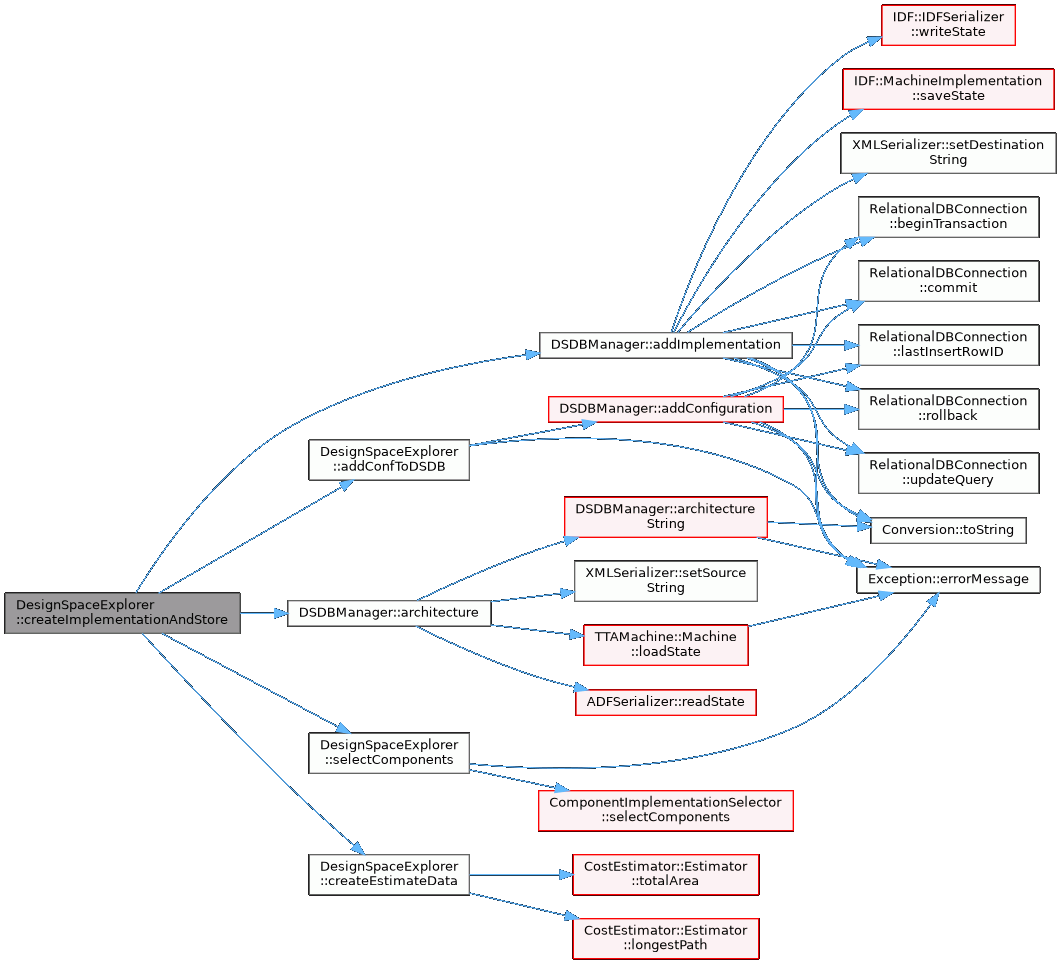 IDF::IDFSerializer
::writeState
IDF::MachineImplementation
::saveState
XMLSerializer::setDestination
String
RelationalDBConnection
::beginTransaction
RelationalDBConnection
::commit
DSDBManager::addImplementation
RelationalDBConnection
::lastInsertRowID
DSDBManager::addConfiguration
RelationalDBConnection
::rollback
DesignSpaceExplorer
::addConfToDSDB
RelationalDBConnection
::updateQuery
DSDBManager::architecture
String
Conversion::toString
XMLSerializer::setSource
String
Exception::errorMessage
DesignSpaceExplorer
::createImplementationAndStore
DSDBManager::architecture
TTAMachine::Machine
::loadState
ADFSerializer::readState
DesignSpaceExplorer
::selectComponents
ComponentImplementationSelector
::selectComponents
DesignSpaceExplorer
::createEstimateData
CostEstimator::Estimator
::totalArea
CostEstimator::Estimator
::longestPath